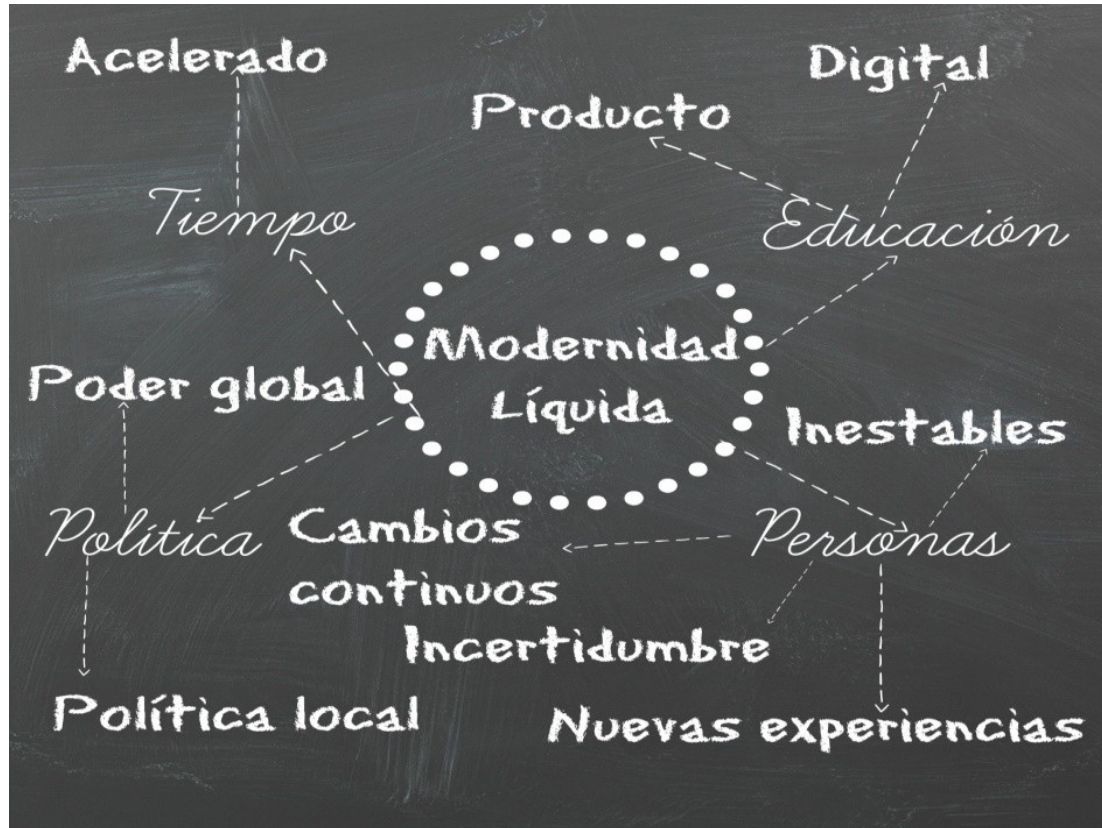 Acelerado
Digital
Producto
Tiempo
Educación
Modernidad
Líquida
Poder global
Inestables
Política
Cambios
continuos
Personas
Incertidumbre
Política local
Nuevas experiencias